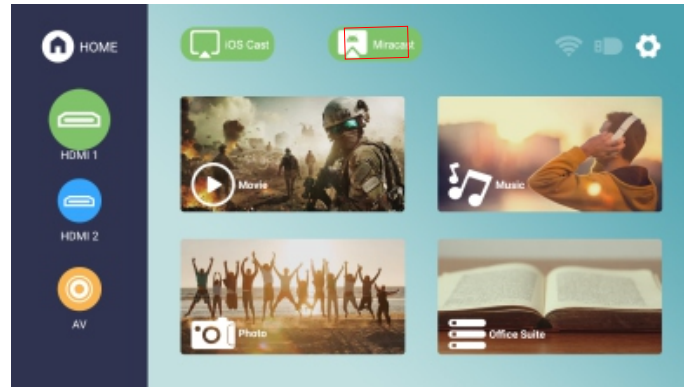 HOME
iOS Cast
Miracast
HDMI 1
HDMI 2
AV
Movie
Music
Photo
Office Suite